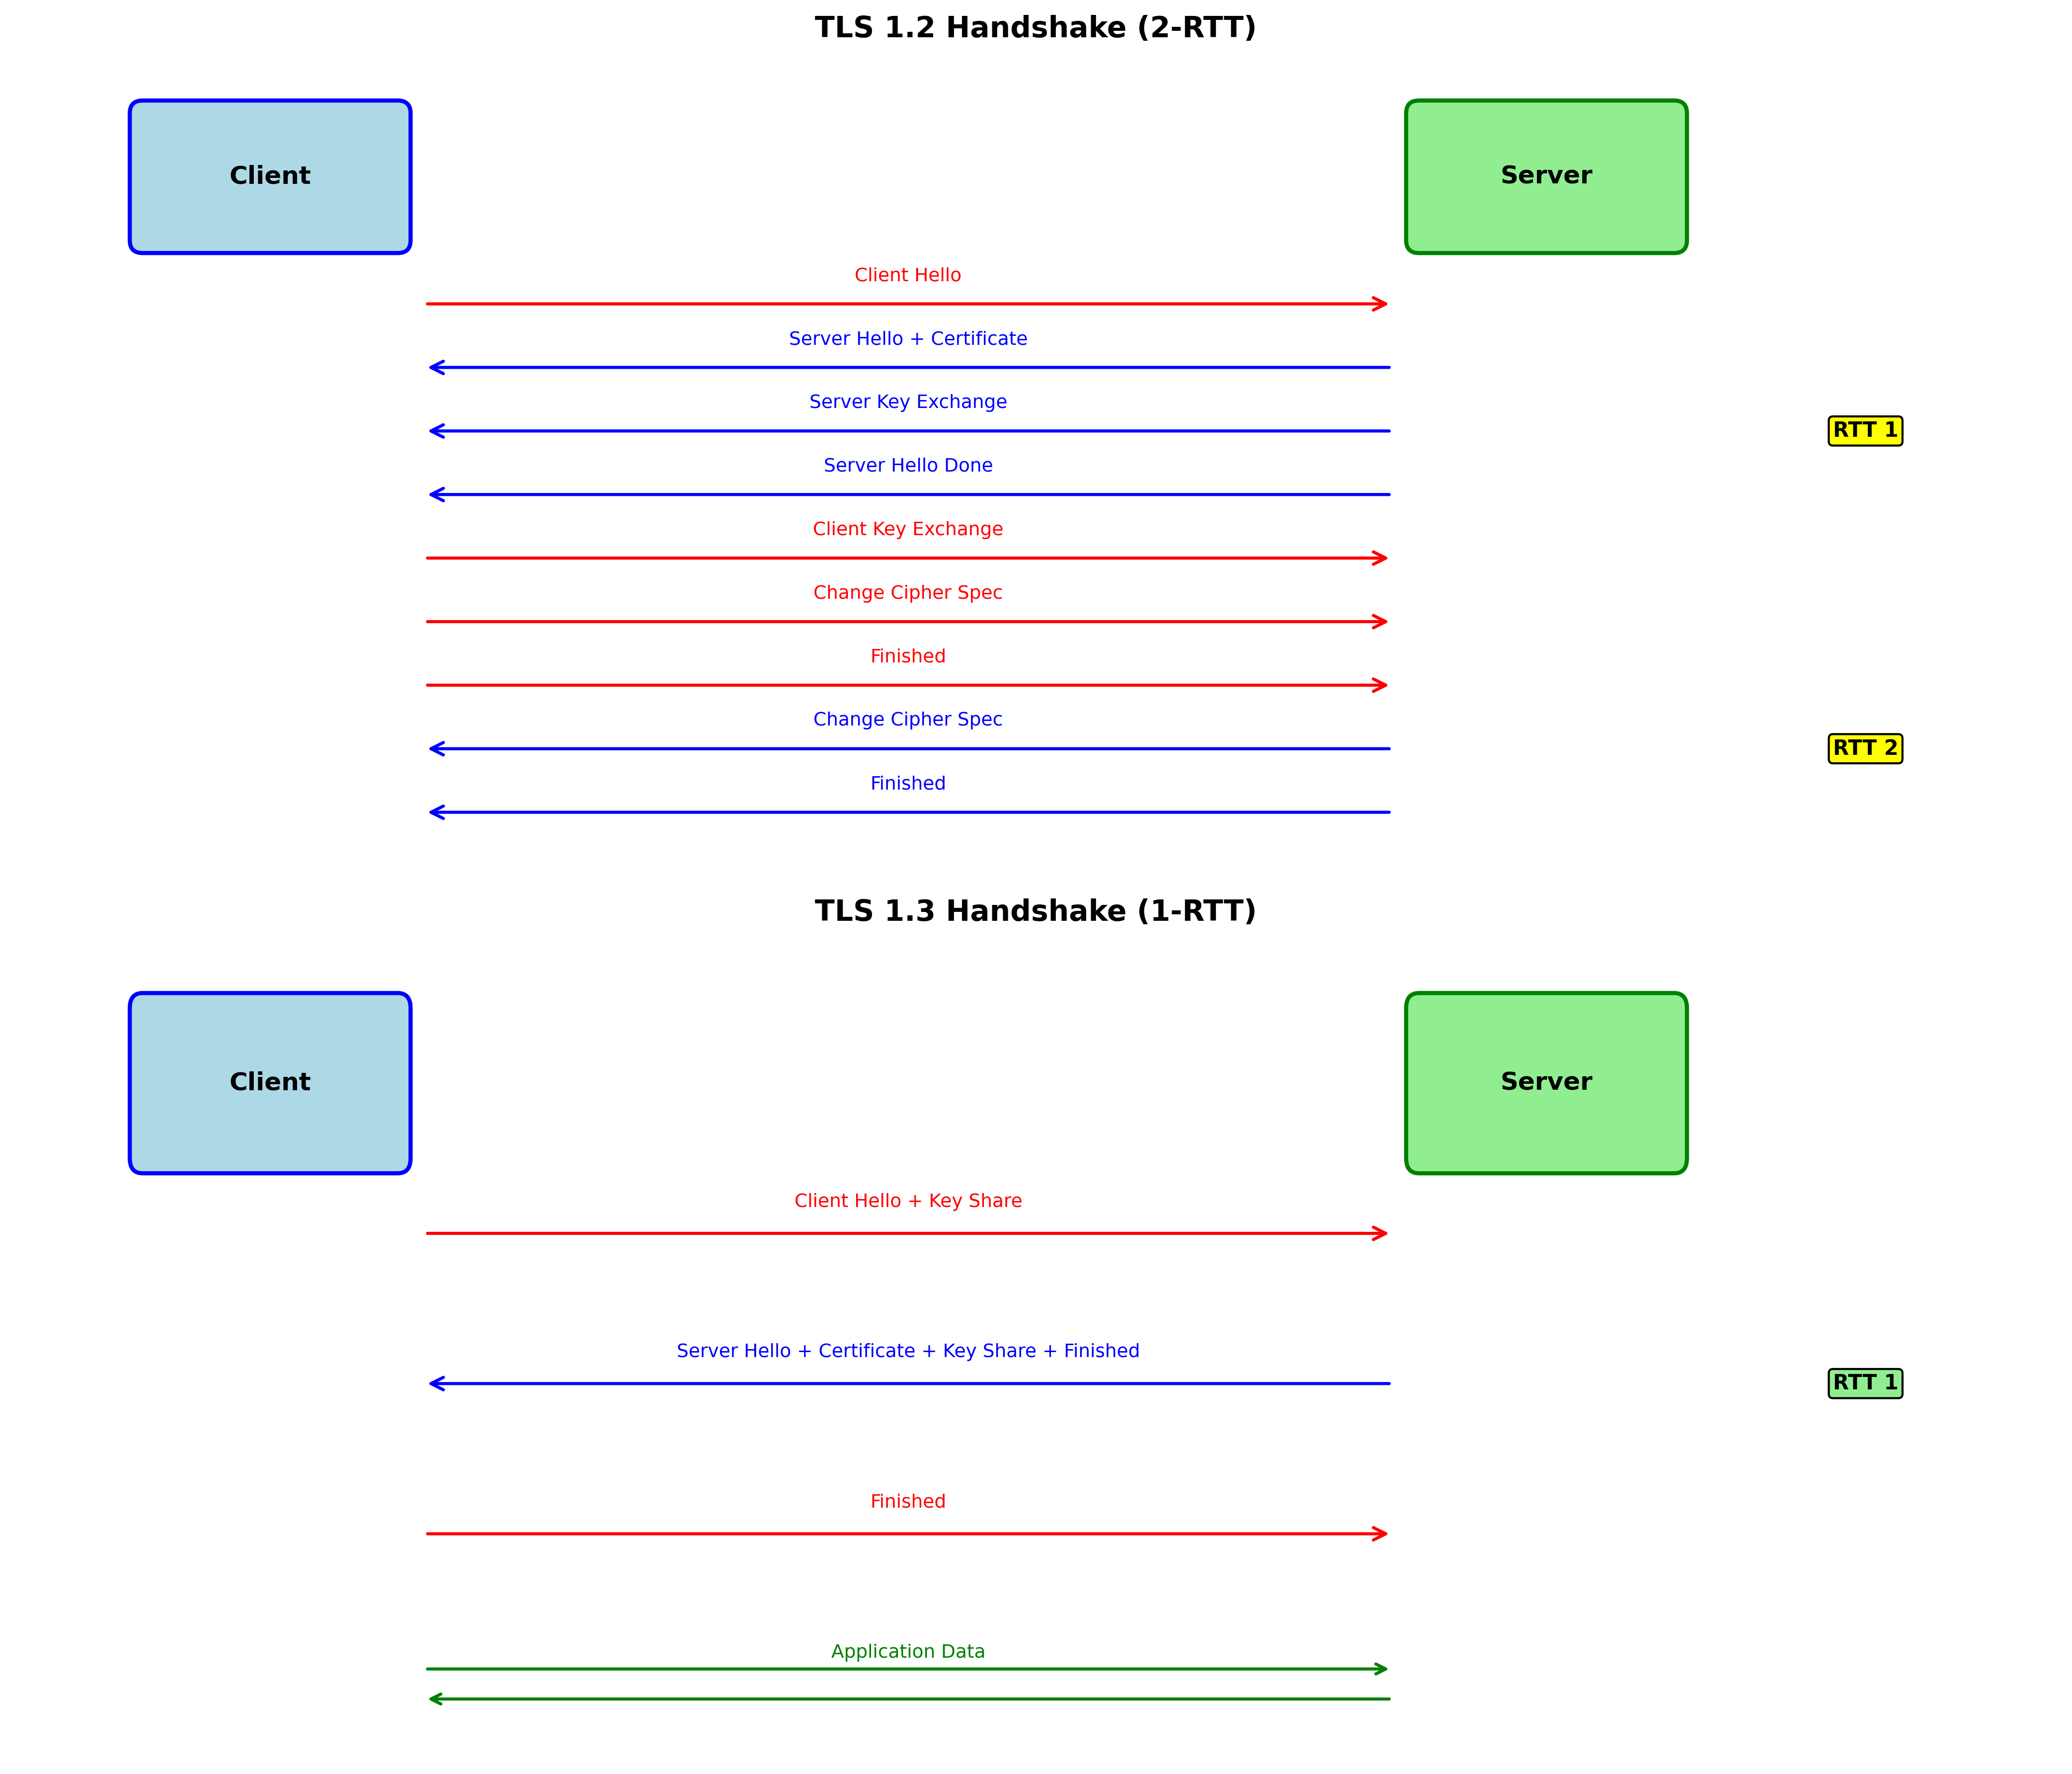 TLS 1.2 Handshake (2-RTT)
Client
Server
Client Hello
Server Hello + Certificate
Server Key Exchange
RTT 1
Server Hello Done
Client Key Exchange
Change Cipher Spec
Finished
Change Cipher Spec
RTT 2
Finished
TLS 1.3 Handshake (1-RTT)
Client
Server
Client Hello + Key Share
Server Hello + Certificate + Key Share + Finished
RTT 1
Finished
Application Data